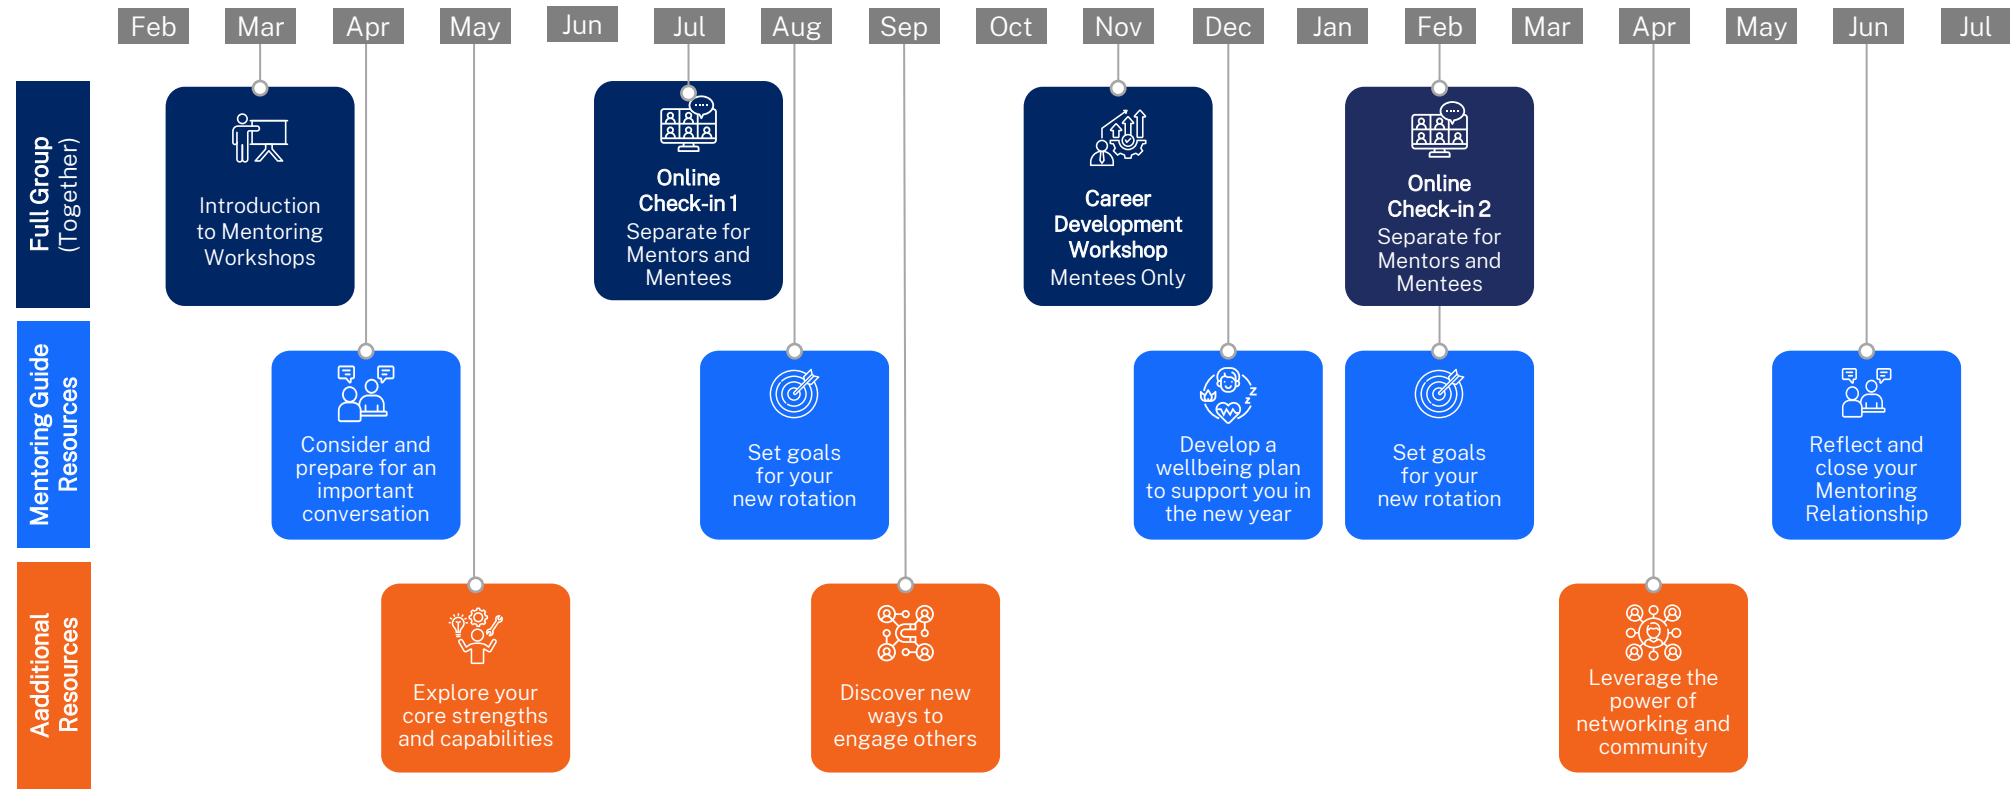 Feb Mar Apr May Jun Jul Aug Sep Oct Nov Dec Jan Feb Mar Apr May Jun Jul
Full Group
(Together)
Introduction
to Mentoring
Workshops
Online
Check-in 1
Separate for
Mentors and
Mentees
Career
Development
Workshop
Mentees Only
Online
Check-in 2
Separate for
Mentors and
Mentees
Mentoring Guide
Resources
Consider and
prepare for an
important
conversation
Set goals
for your
new rotation
Develop a
wellbeing plan
to support you in
the new year
Set goals
for your
new rotation
Reflect and
close your
Mentoring
Relationship
Aadditional
Resources
Explore your
core strengths
and capabilities
Discover new
ways to
engage others
Leverage the
power of
networking and
community